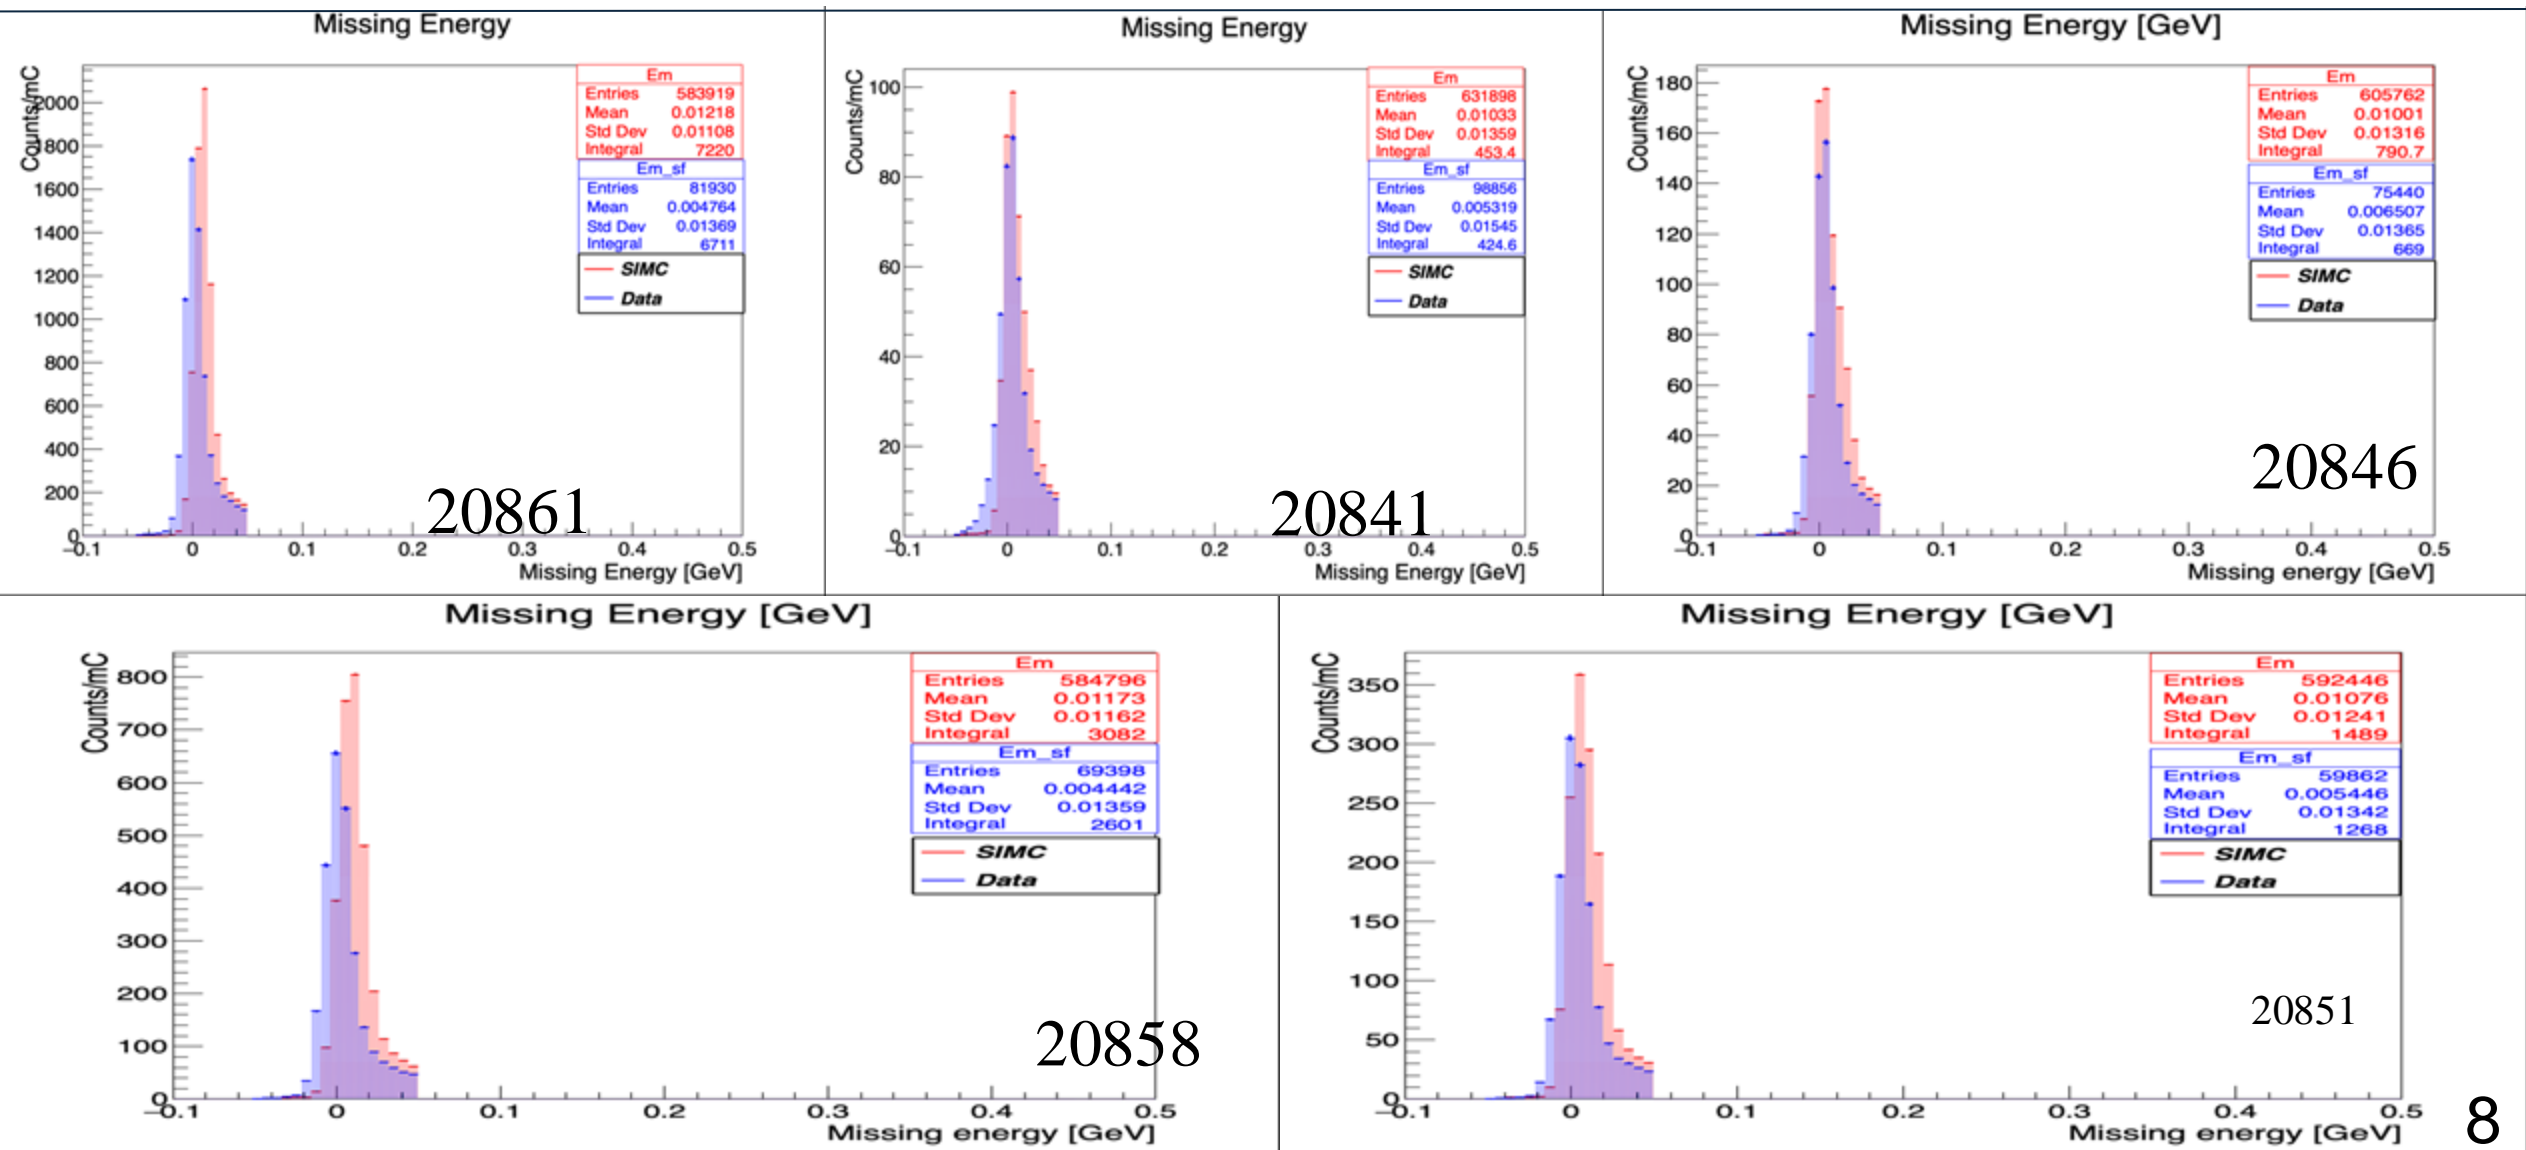 Missing Energy
Counts/mC
2000
1800
1600
1400
1200
1000
800
600
400
200
0
−0.1 0 0.1 0.2 0.3 0.4 0.5
Missing Energy [GeV]
Em
Entries 583919
Mean 0.01218
Std Dev 0.01108
Integral 7220
Em_sf
Entries 81930
Mean 0.004764
Std Dev 0.01369
Integral 6711
SIMC
Data
20861
Missing Energy
Counts/mC
100
80
60
40
20
0
−0.1 0 0.1 0.2 0.3 0.4 0.5
Missing Energy [GeV]
Em
Entries 631898
Mean 0.01033
Std Dev 0.01359
Integral 453.4
Em_sf
Entries 98856
Mean 0.005319
Std Dev 0.01545
Integral 424.6
SIMC
Data
20841
Missing Energy [GeV]
Counts/mC
180
160
140
120
100
80
60
40
20
0
−0.1 0 0.1 0.2 0.3 0.4 0.5
Missing energy [GeV]
Em
Entries 605762
Mean 0.01001
Std Dev 0.01316
Integral 790.7
Em_sf
Entries 75440
Mean 0.006507
Std Dev 0.01365
Integral 669
SIMC
Data
20846
Missing Energy [GeV]
Counts/mC
800
700
600
500
400
300
200
100
0
−0.1 0 0.1 0.2 0.3 0.4 0.5
Missing energy [GeV]
Em
Entries 584796
Mean 0.01173
Std Dev 0.01162
Integral 3082
Em_sf
Entries 69398
Mean 0.004442
Std Dev 0.01359
Integral 2601
SIMC
Data
20858
Missing Energy [GeV]
Counts/mC
350
300
250
200
150
100
50
0
−0.1 0 0.1 0.2 0.3 0.4 0.5
Missing energy [GeV]
Em
Entries 592446
Mean 0.01076
Std Dev 0.01241
Integral 1489
Em_sf
Entries 59862
Mean 0.005446
Std Dev 0.01342
Integral 1268
SIMC
Data
20851
8